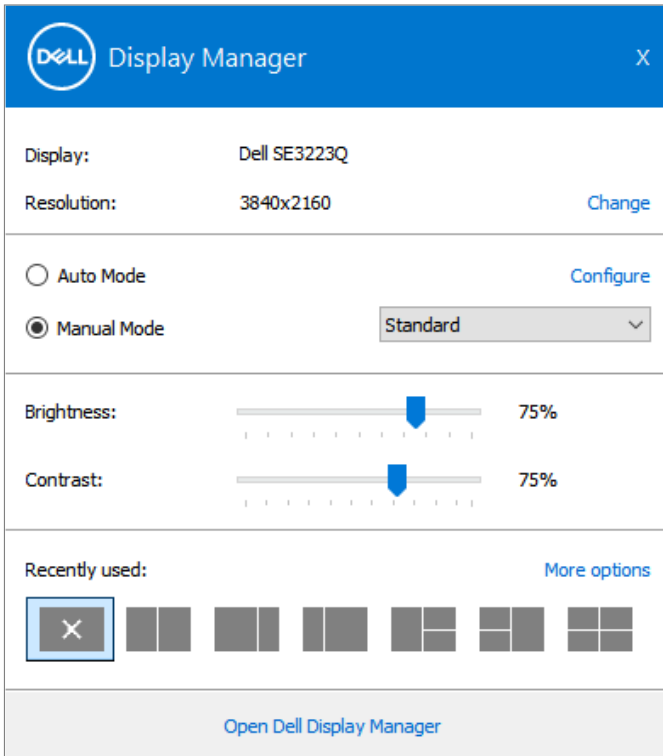 DELL Display Manager X
Display: Dell SE3223Q
Resolution: 3840x2160 Change
Auto Mode Configure
Manual Mode Standard
Brightness: 75%
Contrast: 75%
Recently used: More options
Open Dell Display Manager